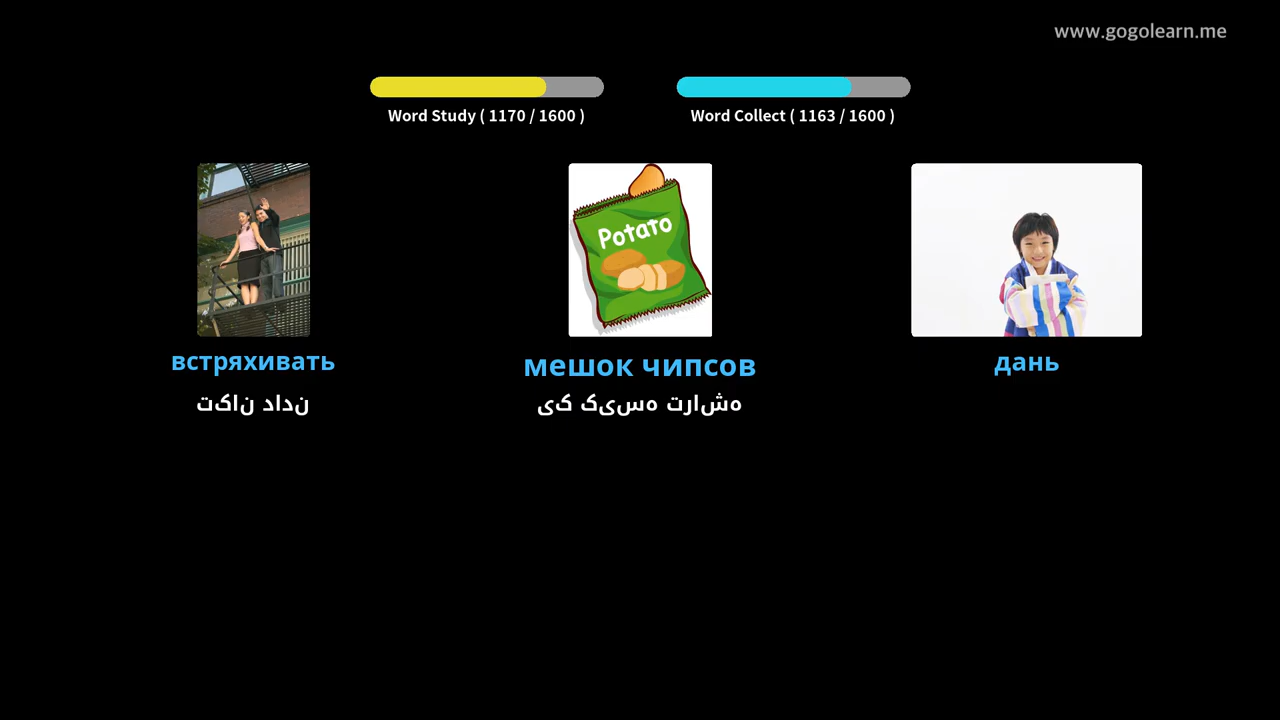 www.gogolearn.me
Word Study ( 1170 / 1600 )
Word Collect ( 1163 / 1600 )
Potato
встряхивать
мешок чипсов
дань
تکان دادن
یک کیسه تراشه